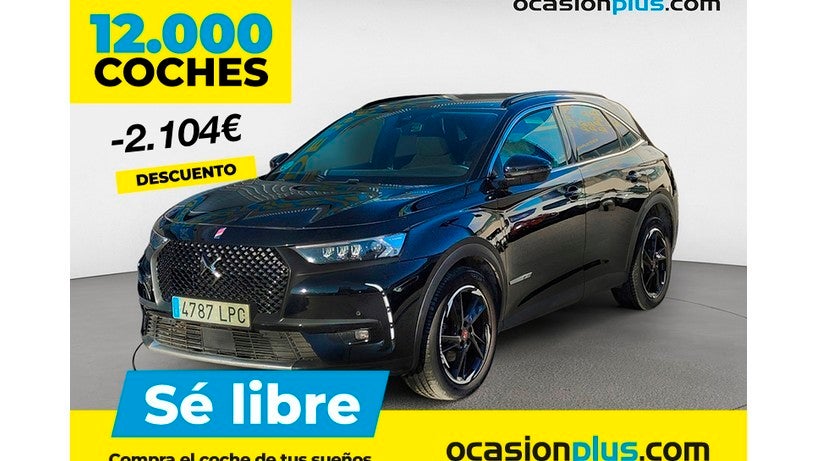 ocasionplus.com
12.000
COCHES
-2.104€
DESCUENTO
4787 LPC
Sé libre
Compra el coche de tus sueños
ocasionplus.com